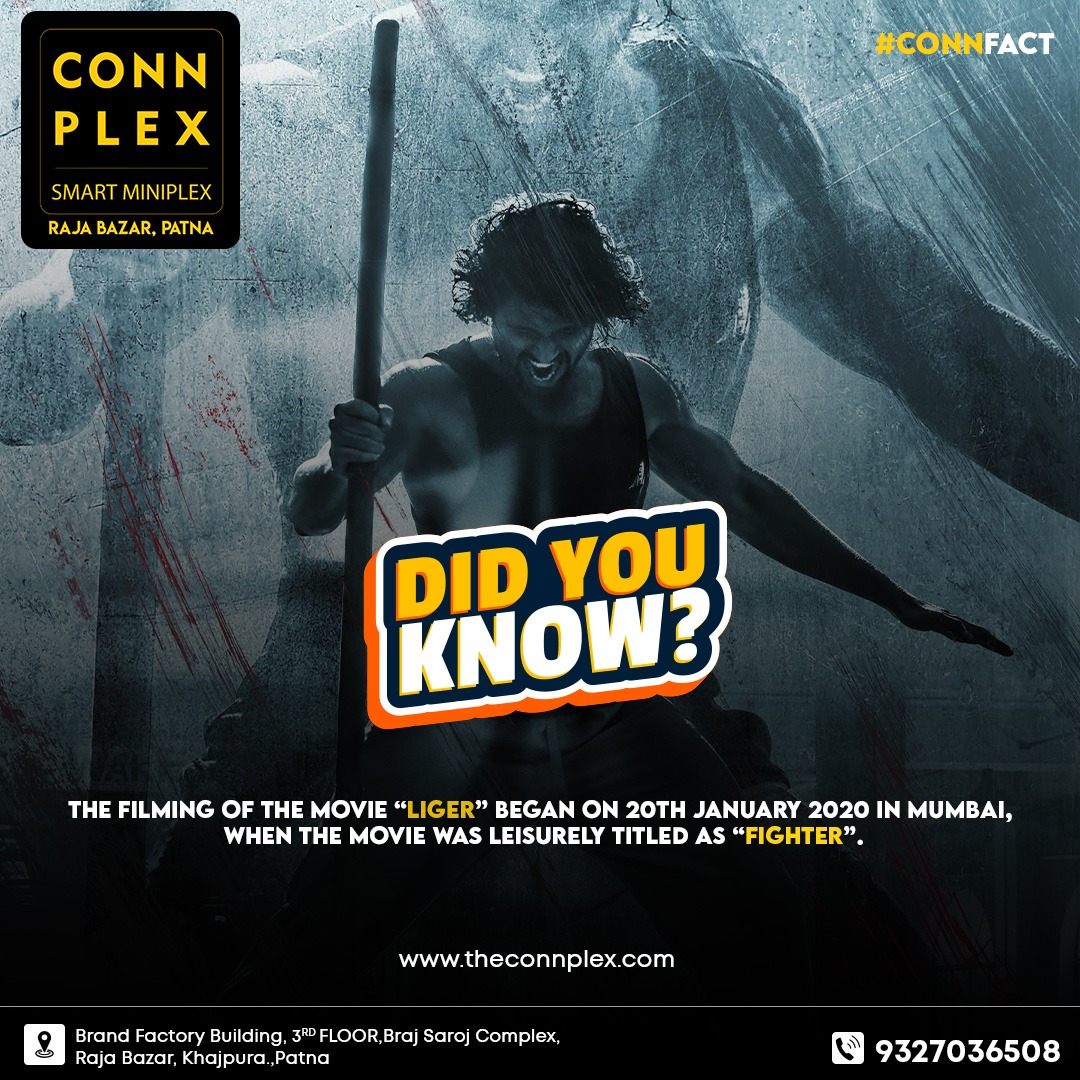 CONN
PLEX
SMART MINIPLEX
RAJA BAZAR, PATNA
#CONNFACT
DID YOU
KNOW?
THE FILMING OF THE MOVIE “LIGER” BEGAN ON 20TH JANUARY 2020 IN MUMBAI,
WHEN THE MOVIE WAS LEISURELY TITLED AS “FIGHTER”.
www.theconnplex.com
Brand Factory Building, 3RD FLOOR,Braj Saroj Complex,
Raja Bazar, Khajpura.,Patna
9327036508